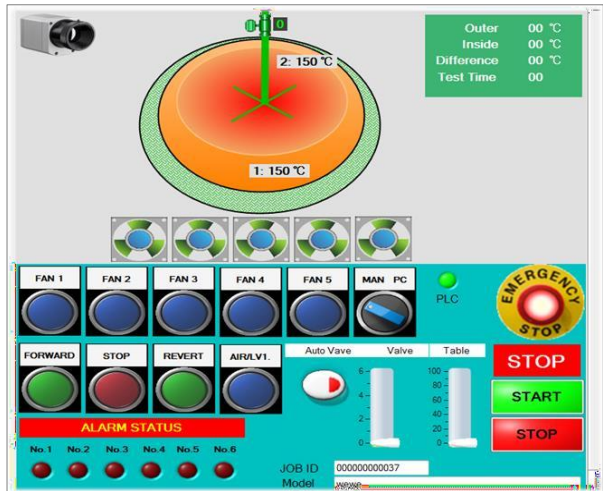 0
Outer 00 ℃
Inside 00 ℃
Difference 00 ℃
Test Time 00
2: 150 ℃
1: 150 ℃
FAN 1 FAN 2 FAN 3 FAN 4 FAN 5 MAN PC
PLC
EMERGENCY
STOP
FORWARD STOP REVERT AIR/LV1.
Auto Vave Valve Table
STOP
6 100
80
4 60
START
2 40
20
0 0
STOP
ALARM STATUS
No.1 No.2 No.3 No.4 No.5 No.6
JOB ID 000000000037
Model